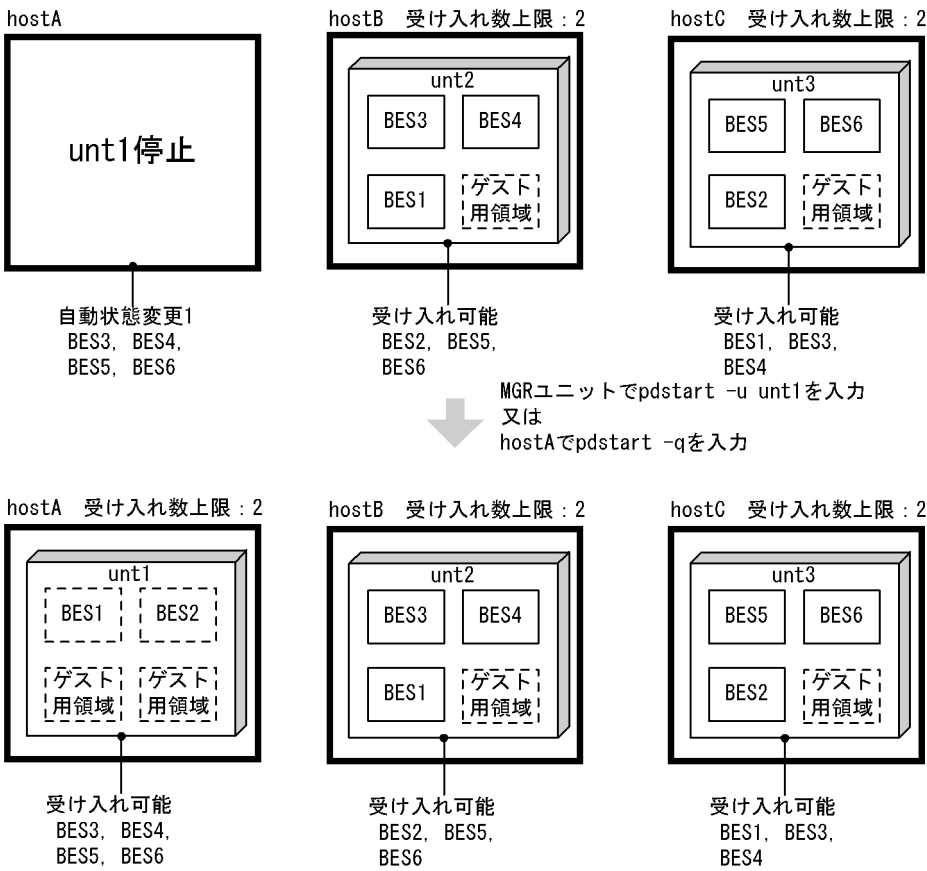 hostA
hostB 受け入れ数上限：2
hostC 受け入れ数上限：2
unt1停止
unt2
BES3 BES4
BES1 ゲスト
用領域
unt3
BES5 BES6
BES2 ゲスト
用領域
自動状態変更1
BES3, BES4,
BES5, BES6
受け入れ可能
BES2, BES5,
BES6
受け入れ可能
BES1, BES3,
BES4
MGRユニットでpdstart -u unt1を入力
又は
hostAでpdstart -qを入力
hostA 受け入れ数上限：2
hostB 受け入れ数上限：2
hostC 受け入れ数上限：2
unt1
BES1 BES2
ゲスト ゲスト
用領域 用領域
unt2
BES3 BES4
BES1 ゲスト
用領域
unt3
BES5 BES6
BES2 ゲスト
用領域
受け入れ可能
BES3, BES4,
BES5, BES6
受け入れ可能
BES2, BES5,
BES6
受け入れ可能
BES1, BES3,
BES4